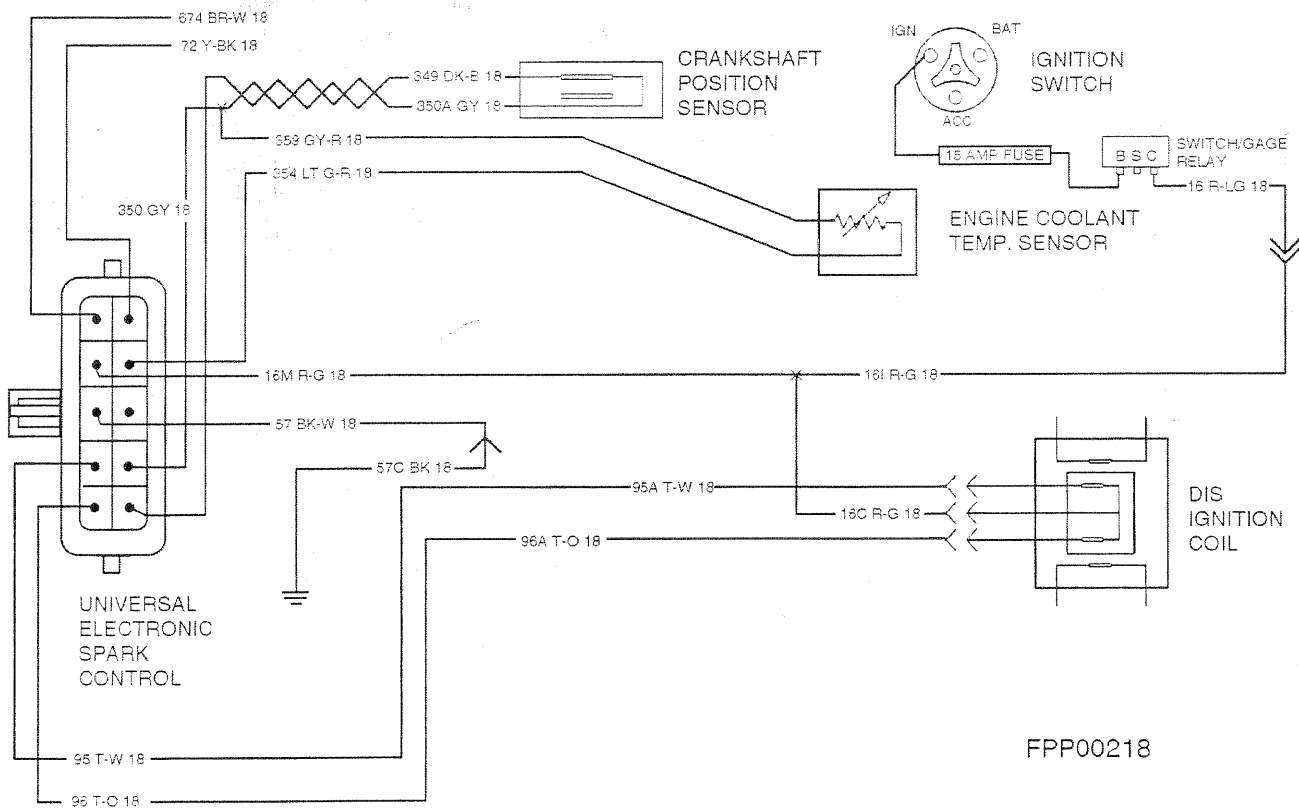 674 BR-W 18
72 Y-BK 18
349 DK-B 18
350A GY 18
CRANKSHAFT
POSITION
SENSOR
IGN
BAT
ACC
IGNITION
SWITCH
359 GY-R 18
354 LT G-R 18
350 GY 18
15 AMP FUSE
B S C
SWITCH/GAGE
RELAY
16 R-LG 18
ENGINE COOLANT
TEMP. SENSOR
16M R-G 18
16I R-G 18
57 BK-W 18
57C BK 18
95A T-W 18
16C R-G 18
96A T-O 18
DIS
IGNITION
COIL
UNIVERSAL
ELECTRONIC
SPARK
CONTROL
95 T-W 18
96 T-O 18
FPP00218